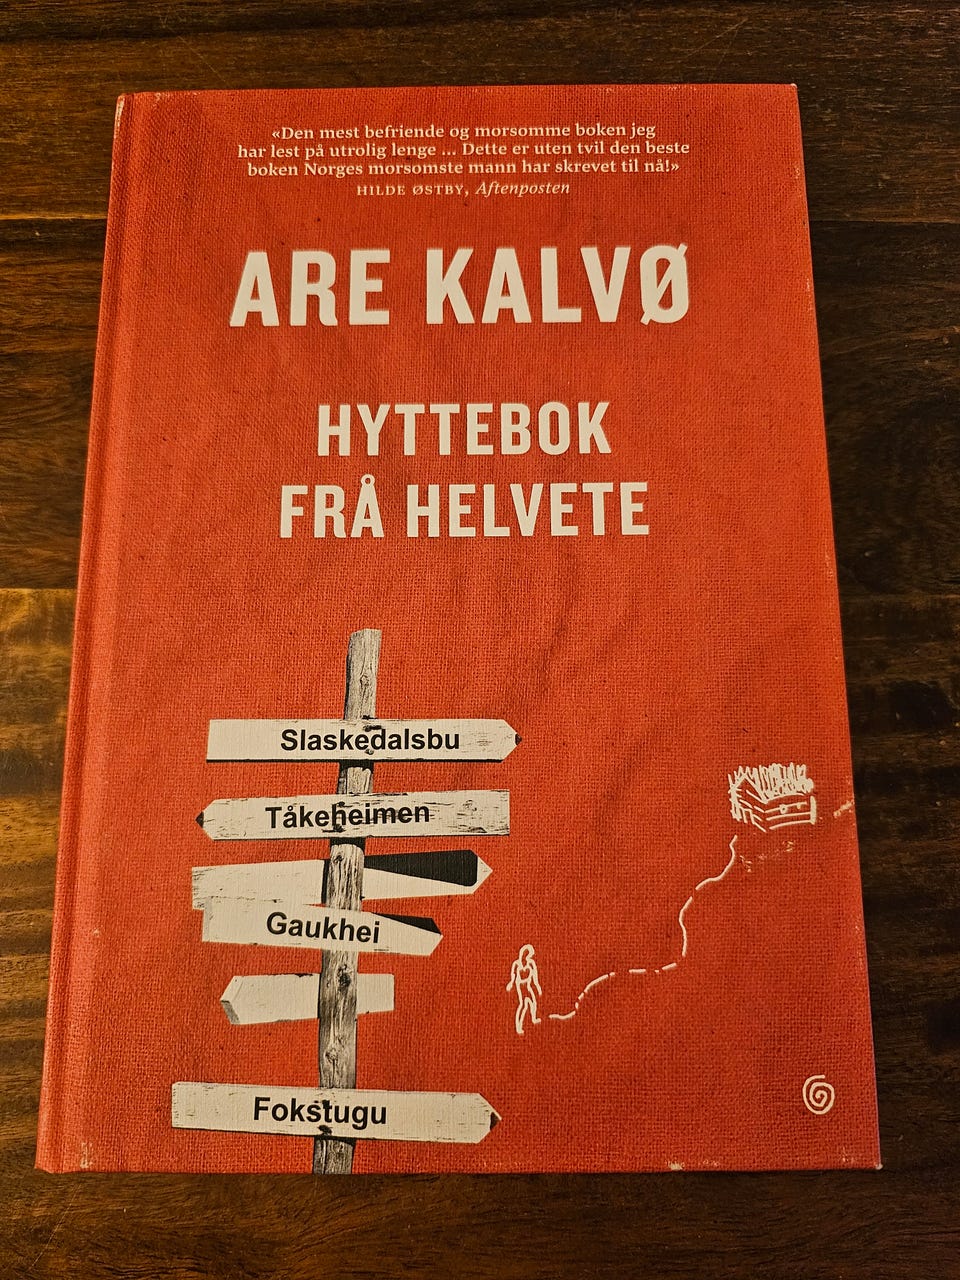 «Den mest befriende og morsomme boken jeg
har lest på utrolig lenge ... Dette er uten tvil den beste
boken Norges morsomste mann har skrevet til nå!»
HILDE ØSTBY, Aftenposten
ARE KALVØ
HYTTEBOK
FRÅ HELVETE
Slaskedalsbu
Tåkeheimen
Gaukhei
Fokstugu